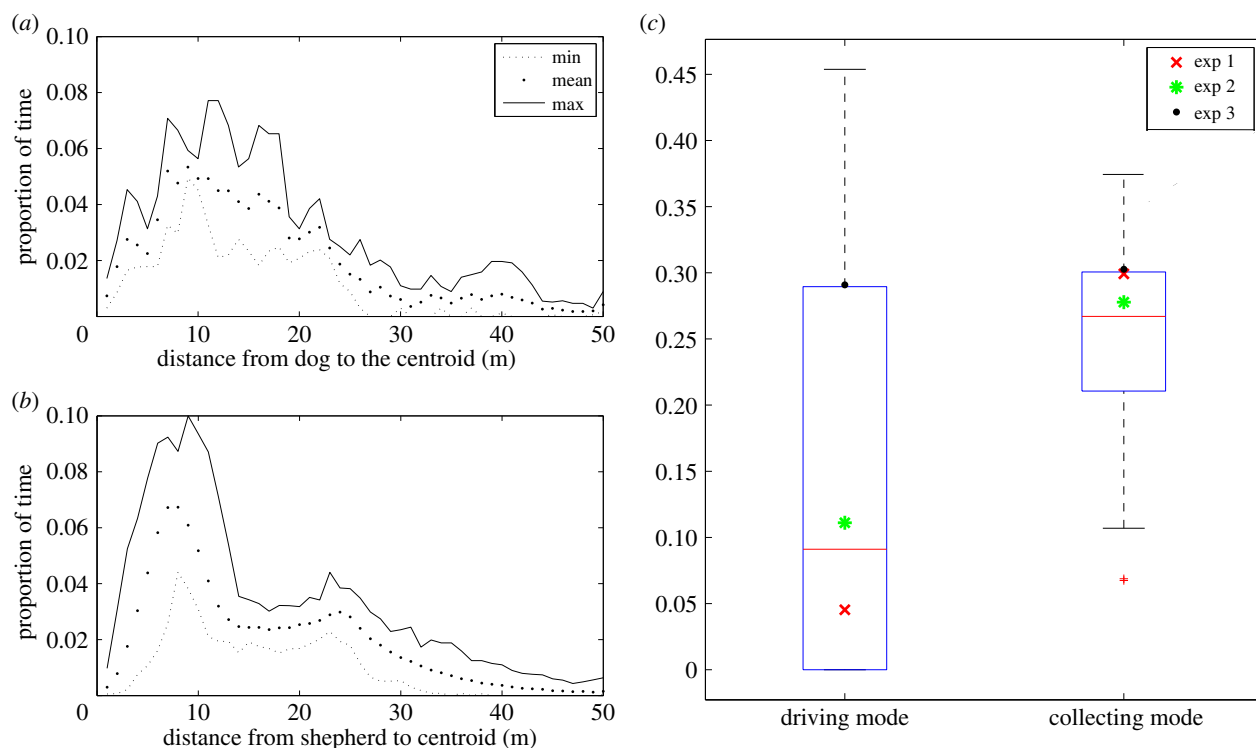 (a)
0.10
0.08
0.06
0.04
0.02
0 10 20 30 40 50
proportion of time
distance from dog to the centroid (m)
min
mean
max
(b)
0.10
0.08
0.06
0.04
0.02
0 10 20 30 40 50
proportion of time
distance from shepherd to centroid (m)
(c)
0.45
0.40
0.35
0.30
0.25
0.20
0.15
0.10
0.05
0
driving mode collecting mode
exp 1
exp 2
exp 3